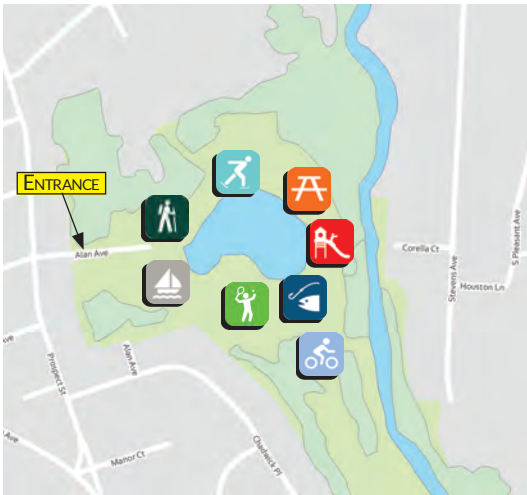 ENTRANCE
Alan Ave
Corella Ct
S Pleasant Ave
Stevens Ave
Houston Ln
Prospect St
Alan Ave
Chadwick Pl
Manor Ct
Ave